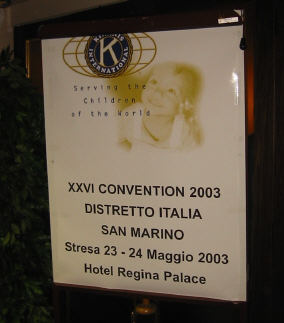 KIWANIS
K
INTERNATIONAL
Serving the
Children
of the World
XXVI CONVENTION 2003
DISTRETTO ITALIA
SAN MARINO
Stresa 23 - 24 Maggio 2003
Hotel Regina Palace